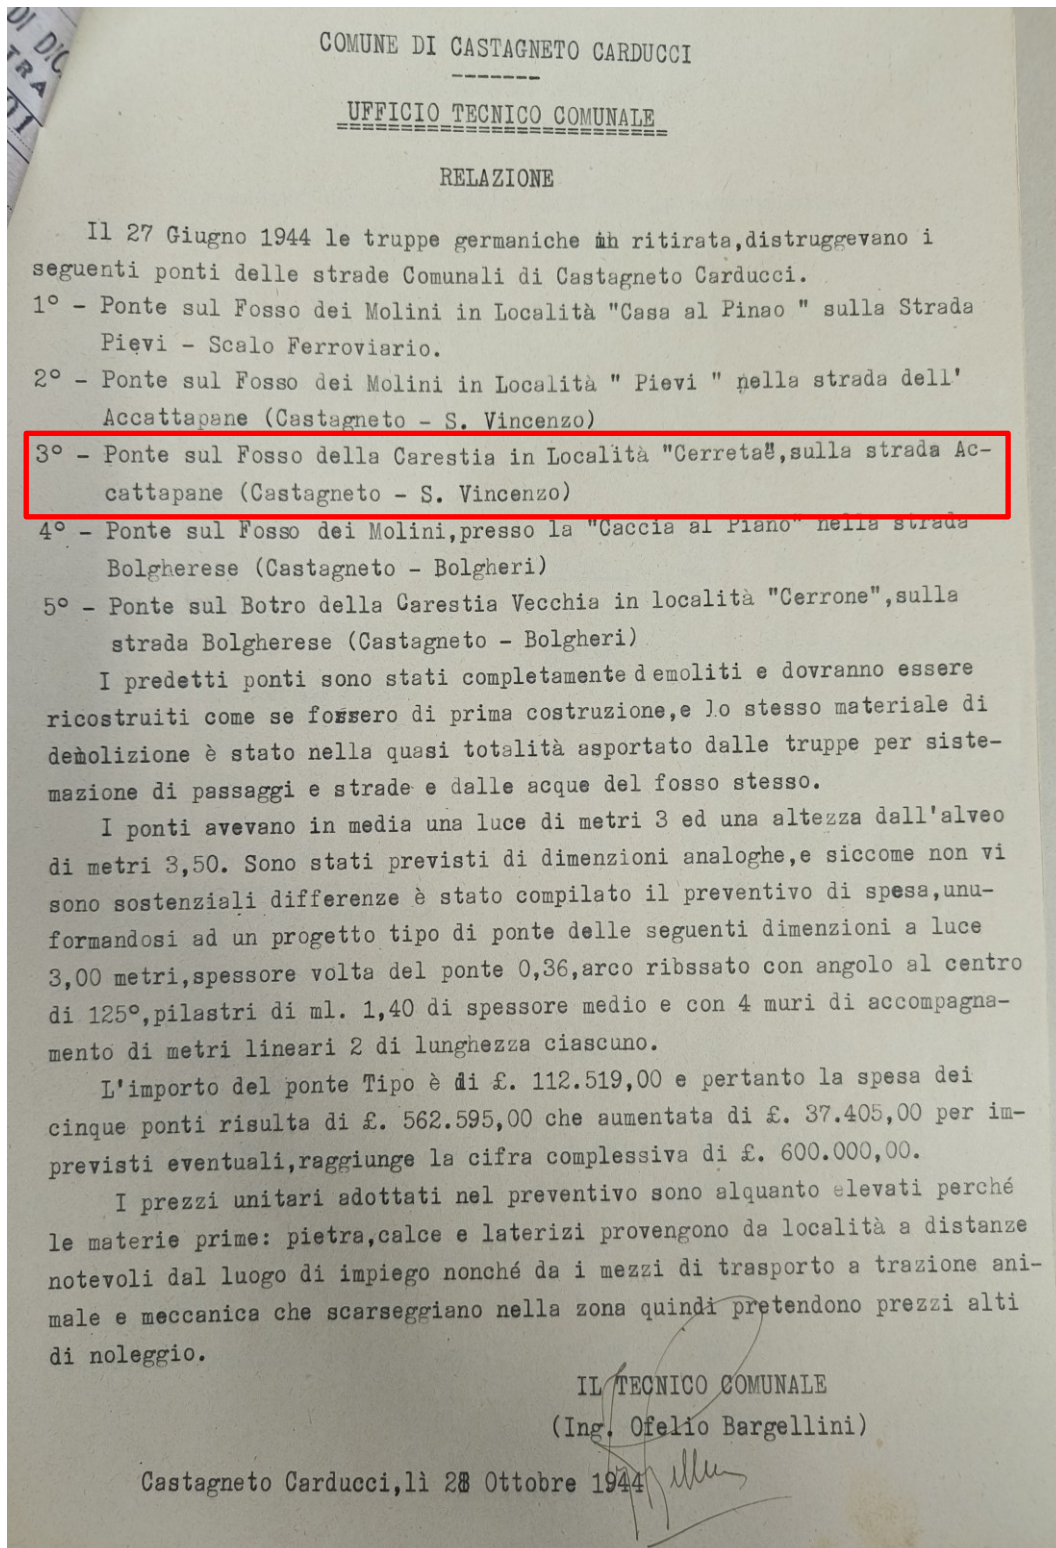 DI DIC
TRA
01
COMUNE DI CASTAGNETO CARDUCCI
-------
UFFICIO TECNICO COMUNALE
========================
RELAZIONE
Il 27 Giugno 1944 le truppe germaniche in ritirata,distruggevano i
seguenti ponti delle strade Comunali di Castagneto Carducci.
1° - Ponte sul Fosso dei Molini in Località "Casa al Pinao " sulla Strada
Pievi - Scalo Ferroviario.
2° - Ponte sul Fosso dei Molini in Località " Pievi " nella strada dell'
Accattapane (Castagneto - S. Vincenzo)
3° - Ponte sul Fosso della Carestia in Località "Cerreta",sulla strada Ac-
cattapane (Castagneto - S. Vincenzo)
4° - Ponte sul Fosso dei Molini,presso la "Caccia al Piano" nella strada
Bolgherese (Castagneto - Bolgheri)
5° - Ponte sul Botro della Carestia Vecchia in località "Cerrone",sulla
strada Bolgherese (Castagneto - Bolgheri)
I predetti ponti sono stati completamente demoliti e dovranno essere
ricostruiti come se fossero di prima costruzione,e lo stesso materiale di
demolizione è stato nella quasi totalità asportato dalle truppe per siste-
mazione di passaggi e strade e dalle acque del fosso stesso.
I ponti avevano in media una luce di metri 3 ed una altezza dall'alveo
di metri 3,50. Sono stati previsti di dimenzioni analoghe,e siccome non vi
sono sostenziali differenze è stato compilato il preventivo di spesa,unu-
formandosi ad un progetto tipo di ponte delle seguenti dimenzioni a luce
3,00 metri,spessore volta del ponte 0,36,arco ribssato con angolo al centro
di 125°,pilastri di ml. 1,40 di spessore medio e con 4 muri di accompagna-
mento di metri lineari 2 di lunghezza ciascuno.
L'importo del ponte Tipo è di £. 112.519,00 e pertanto la spesa dei
cinque ponti risulta di £. 562.595,00 che aumentata di £. 37.405,00 per im-
previsti eventuali,raggiunge la cifra complessiva di £. 600.000,00.
I prezzi unitari adottati nel preventivo sono alquanto elevati perché
le materie prime: pietra,calce e laterizi provengono da località a distanze
notevoli dal luogo di impiego nonché da i mezzi di trasporto a trazione ani-
male e meccanica che scarseggiano nella zona quindi pretendono prezzi alti
di noleggio.
IL TECNICO COMUNALE
(Ing. Ofelio Bargellini)
Castagneto Carducci,lì 28 Ottobre 1944